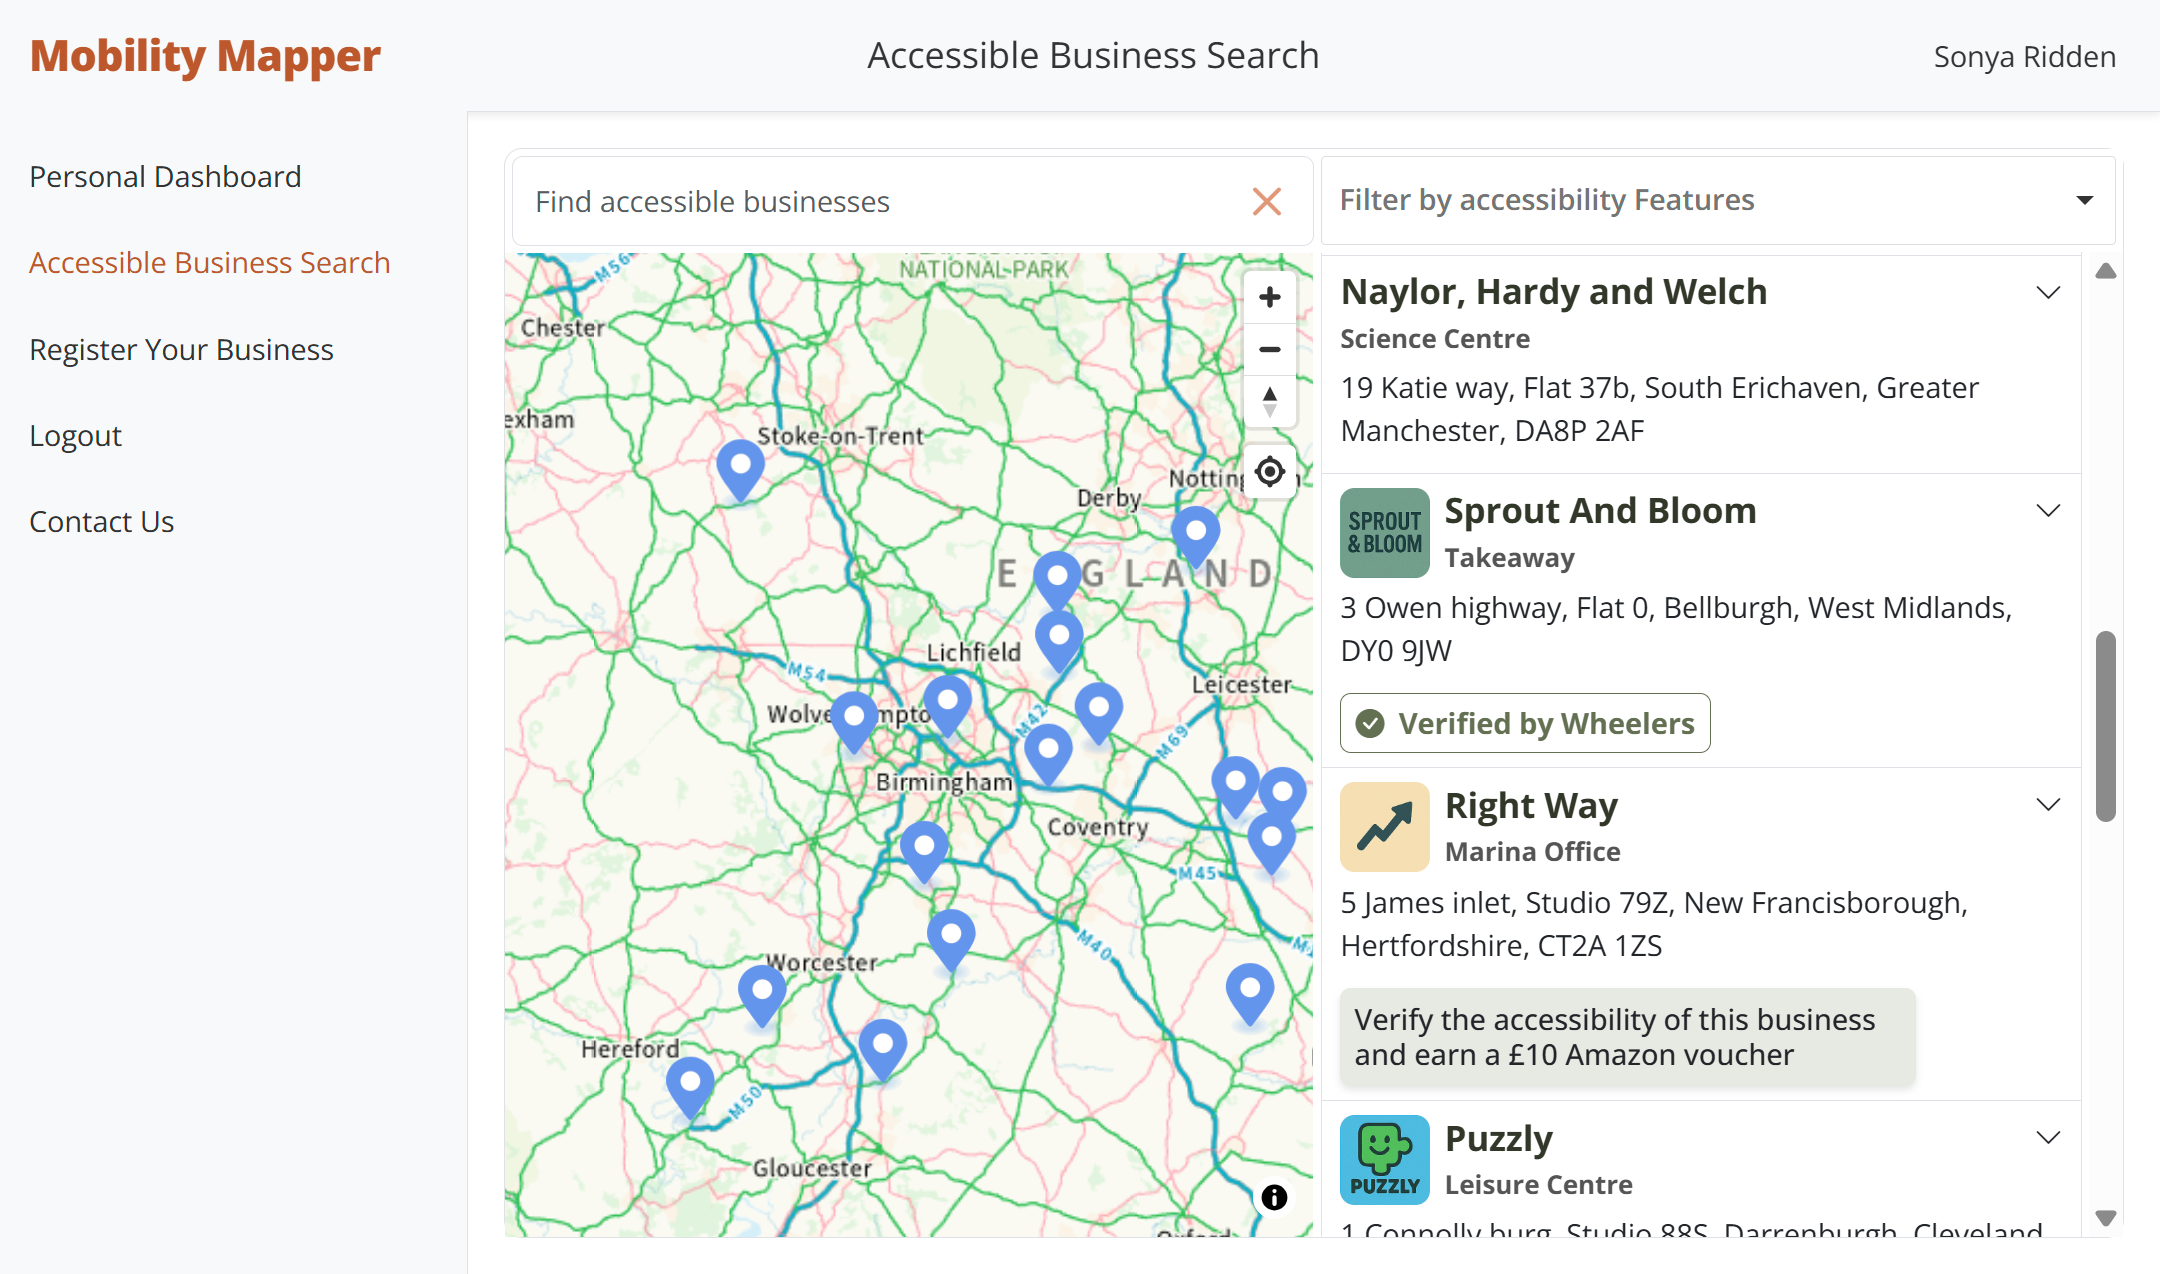 Mobility Mapper
Accessible Business Search
Sonya Ridden
Personal Dashboard
Accessible Business Search
Register Your Business
Logout
Contact Us
Find accessible businesses
Filter by accessibility Features
NATIONAL PARK
M56
Chester
exham
Stoke-on-Trent
Notting
Derby
E GLAND
Lichfield
M54
Leicester
Wolve mpto
M42
M69
Birmingham
Coventry
M45
M40
Worcester
Hereford
M50
Gloucester
Naylor, Hardy and Welch
Science Centre
19 Katie way, Flat 37b, South Erichaven, Greater
Manchester, DA8P 2AF
SPROUT
& BLOOM
Sprout And Bloom
Takeaway
3 Owen highway, Flat 0, Bellburgh, West Midlands,
DY0 9JW
Verified by Wheelers
Right Way
Marina Office
5 James inlet, Studio 79Z, New Francisborough,
Hertfordshire, CT2A 1ZS
Verify the accessibility of this business
and earn a £10 Amazon voucher
PUZZLY
Puzzly
Leisure Centre
1 Connolly burg, Studio 88S, Darrenburgh, Cleveland